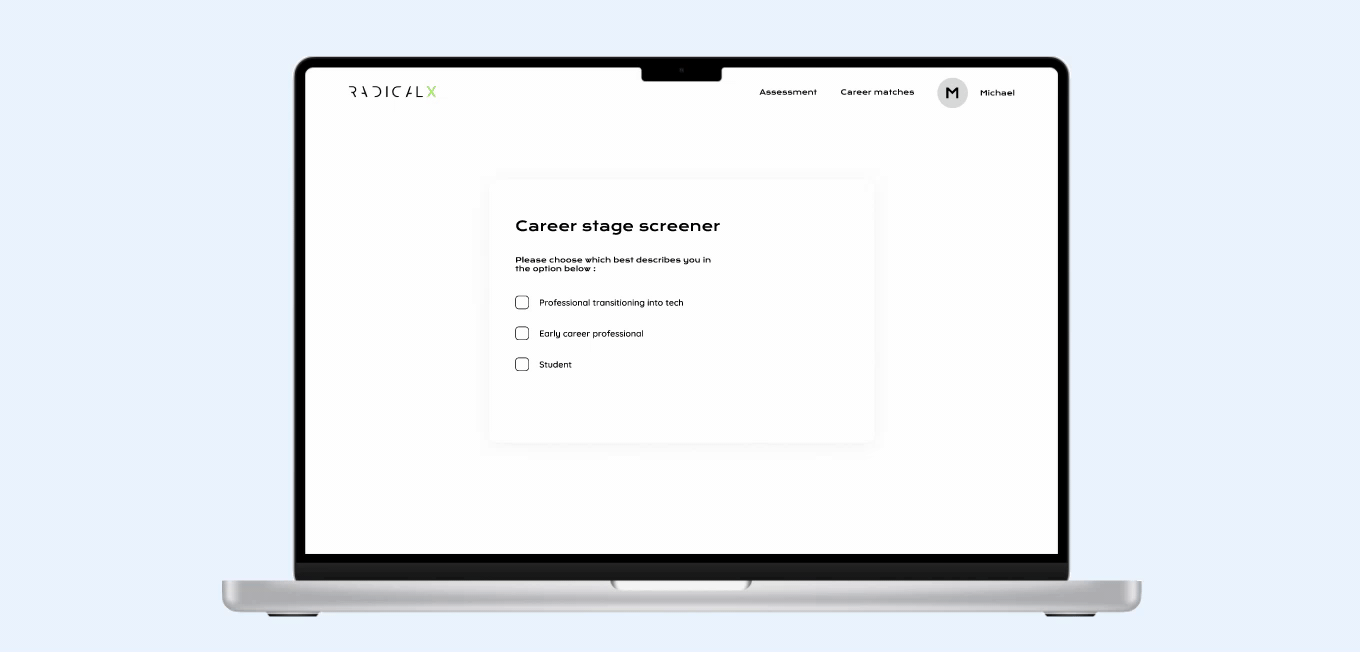 RADICALX
Assessment
Career matches
M
Michael
Career stage screener
Please choose which best describes you in
the option below :
Professional transitioning into tech
Early career professional
Student